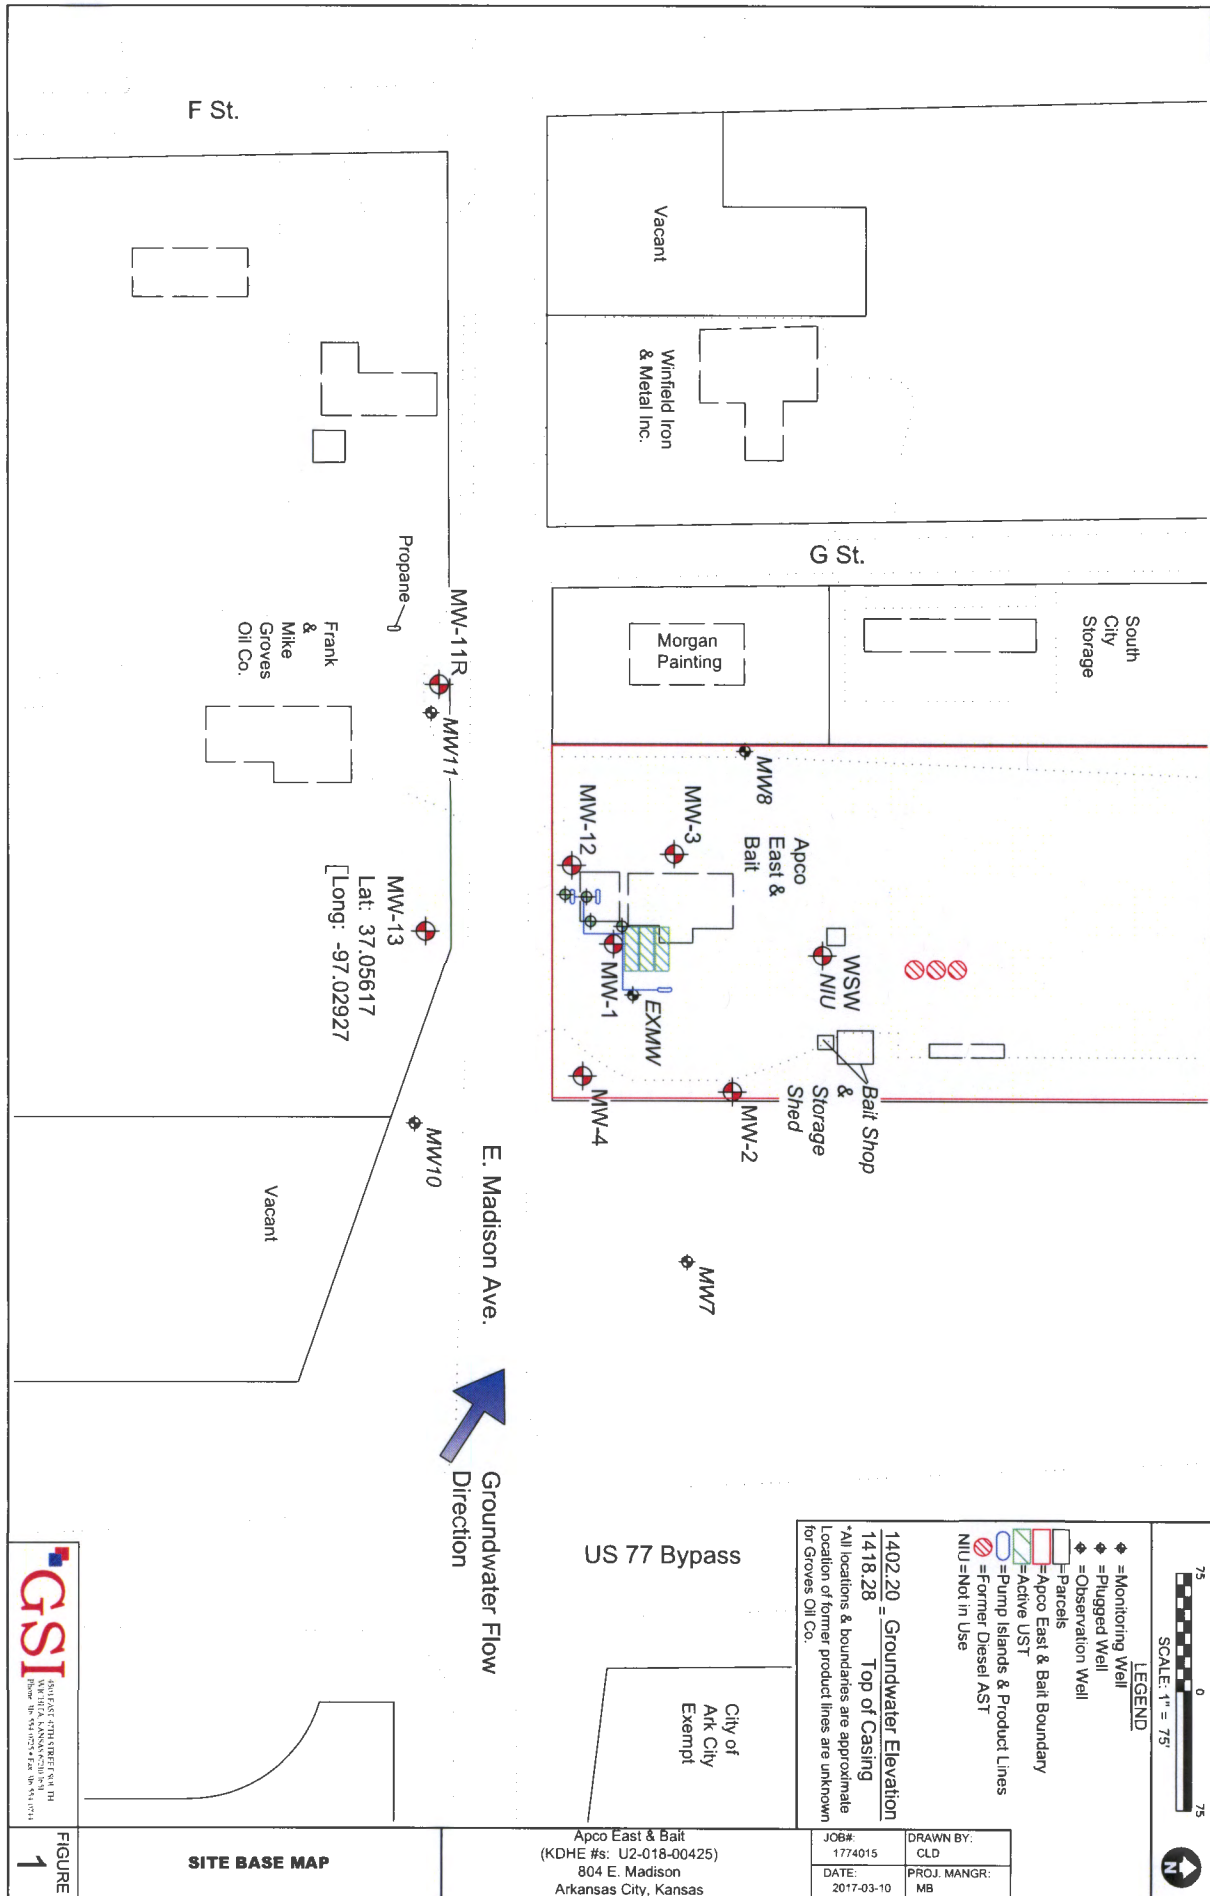 F St.
Vacant
Winfield Iron
& Metal Inc.
G St.
South
City
Storage
Morgan
Painting
Propane
MW-11R
MW11
Frank
&
Mike
Groves
Oil Co.
MW8
MW-12
MW-3
Apco
East &
Bait
MW-13
Lat: 37.05617
Long: -97.02927
MW-1
EXMW
WSW
NIU
MW-4
MW-2
Bait Shop
&
Storage
Shed
MW10
E. Madison Ave.
MW7
Vacant
Groundwater Flow
Direction
US 77 Bypass
City of
Ark City
Exempt
SCALE: 1" = 75'
75 0 75
N
LEGEND
=Monitoring Well
=Plugged Well
=Observation Well
=Parcels
=Apco East & Bait Boundary
=Active UST
=Pump Islands & Product Lines
=Former Diesel AST
NIU=Not in Use
1402.20 = Groundwater Elevation
1418.28 Top of Casing
*All locations & boundaries are approximate
Location of former product lines are unknown
for Groves Oil Co.
GSI
FIGURE
1
SITE BASE MAP
Apco East & Bait
(KDHE #s: U2-018-00425)
804 E. Madison
Arkansas City, Kansas
JOB#:
1774015
DRAWN BY:
CLD
DATE:
2017-03-10
PROJ. MANGR:
MB